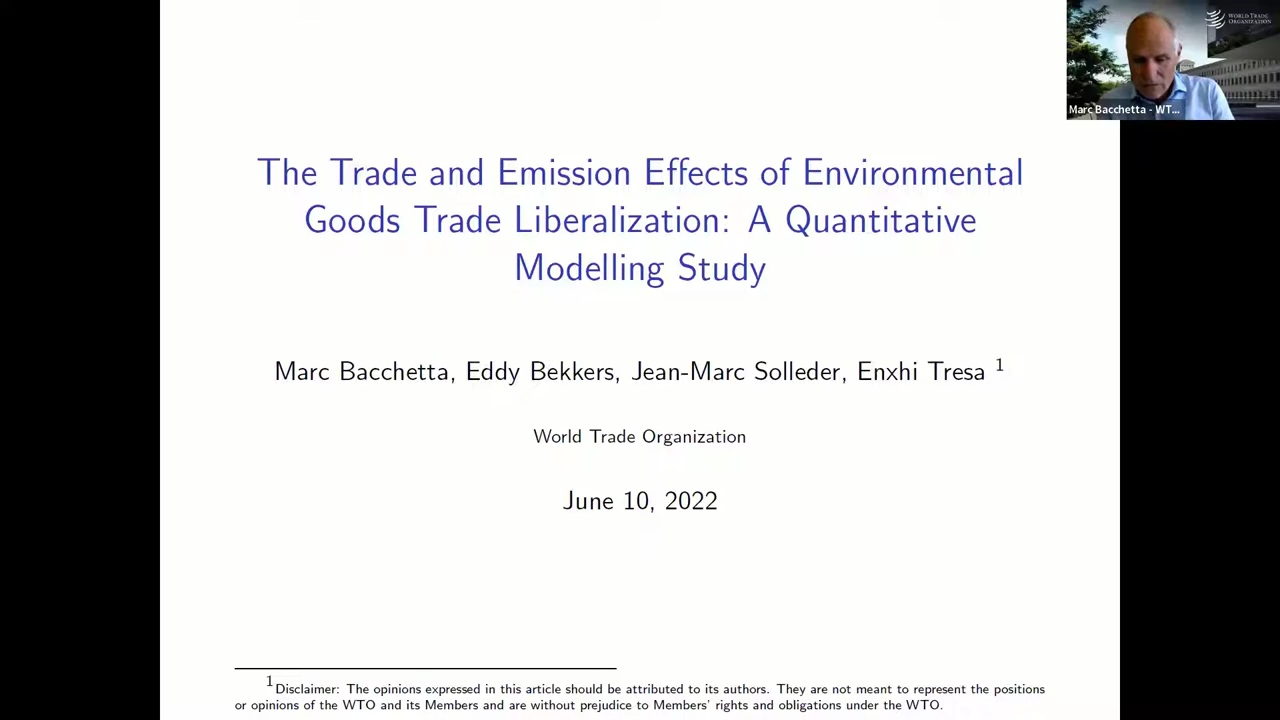 WORLD TRADE
ORGANIZATION
Marc Bacchetta - WT...
The Trade and Emission Effects of Environmental
Goods Trade Liberalization: A Quantitative
Modelling Study
Marc Bacchetta, Eddy Bekkers, Jean-Marc Solleder, Enxhi Tresa 1
World Trade Organization
June 10, 2022
1Disclaimer: The opinions expressed in this article should be attributed to its authors. They are not meant to represent the positions
or opinions of the WTO and its Members and are without prejudice to Members' rights and obligations under the WTO.